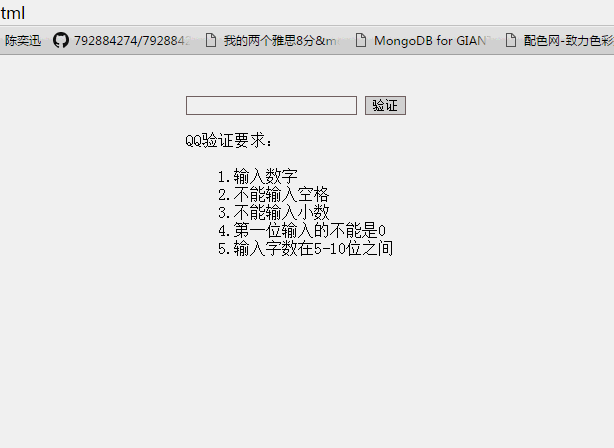 tml
陈奕迅 792884274/792884 我的两个雅思8分&m MongoDB for GIAN 配色网-致力色彩
验证
QQ验证要求：
1.输入数字
2.不能输入空格
3.不能输入小数
4.第一位输入的不能是0
5.输入字数在5-10位之间